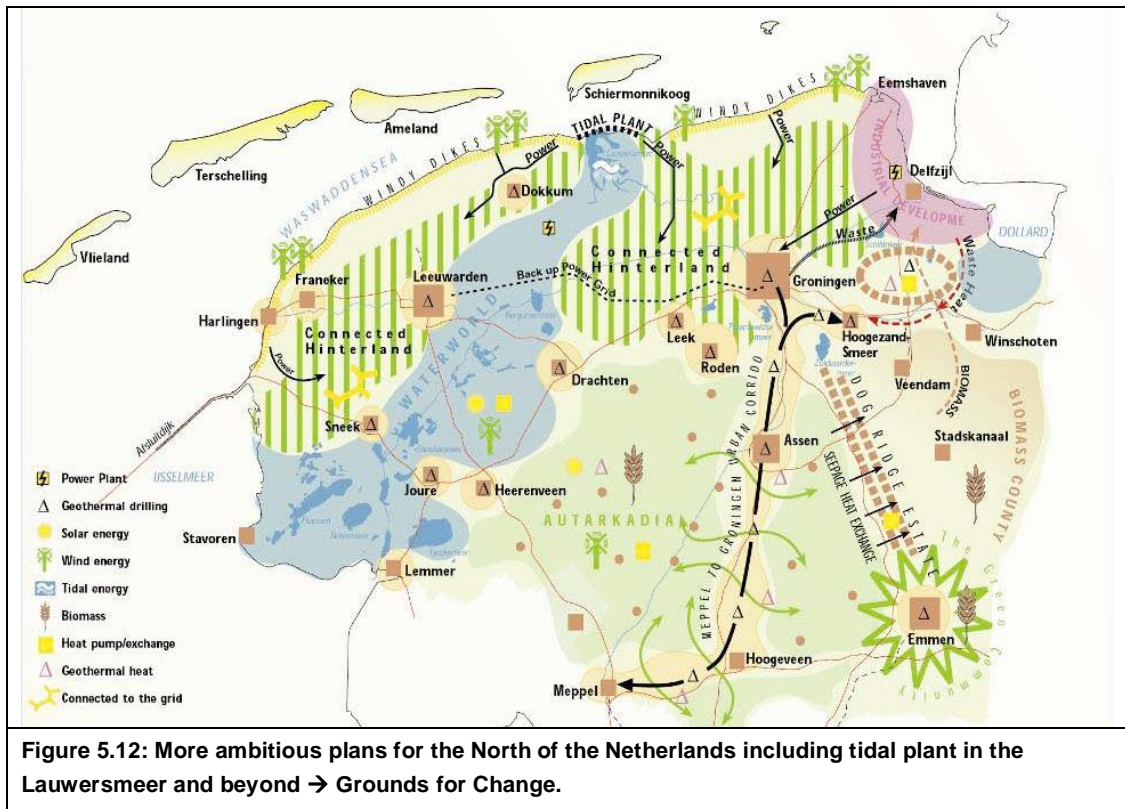 Eemshaven
Schiermonnikoog
WINDY DIKES
TIDAL PLANT
Ameland
WINDY DIKES
Terschelling
WASWADDENSEA
Vlieland
Power
Power
Power
INDUSTRIAL DEVELOPME
Delfzijl
DOLLARD
Dokkum
Power
Waste
Waste Heat
Connected
Hinterland
Groningen
Leeuwarden
Back up Power Grid
Franeker
Harlingen
Connected
Hinterland
Power
WATERWORLD
Leek
Roden
Hoogezand-
Smeer
Winschoten
Veendam
BIOMASS
BIOMASS COUNTY
Drachten
Sneek
Afsluitdijk
IJSSELMEER
Joure
Heerenveen
Assen
Stadskanaal
DOG RIDGE ESTATE
SEEPAGE HEAT EXCHANGE
MEPPEL TO GRONINGEN URBAN CORRIDO
AUTARKADIA
Stavoren
Lemmer
Emmen
The Green Community
Hoogeveen
Meppel
Power Plant
Geothermal drilling
Solar energy
Wind energy
Tidal energy
Biomass
Heat pump/exchange
Geothermal heat
Connected to the grid
Figure 5.12: More ambitious plans for the North of the Netherlands including tidal plant in the
Lauwersmeer and beyond → Grounds for Change.